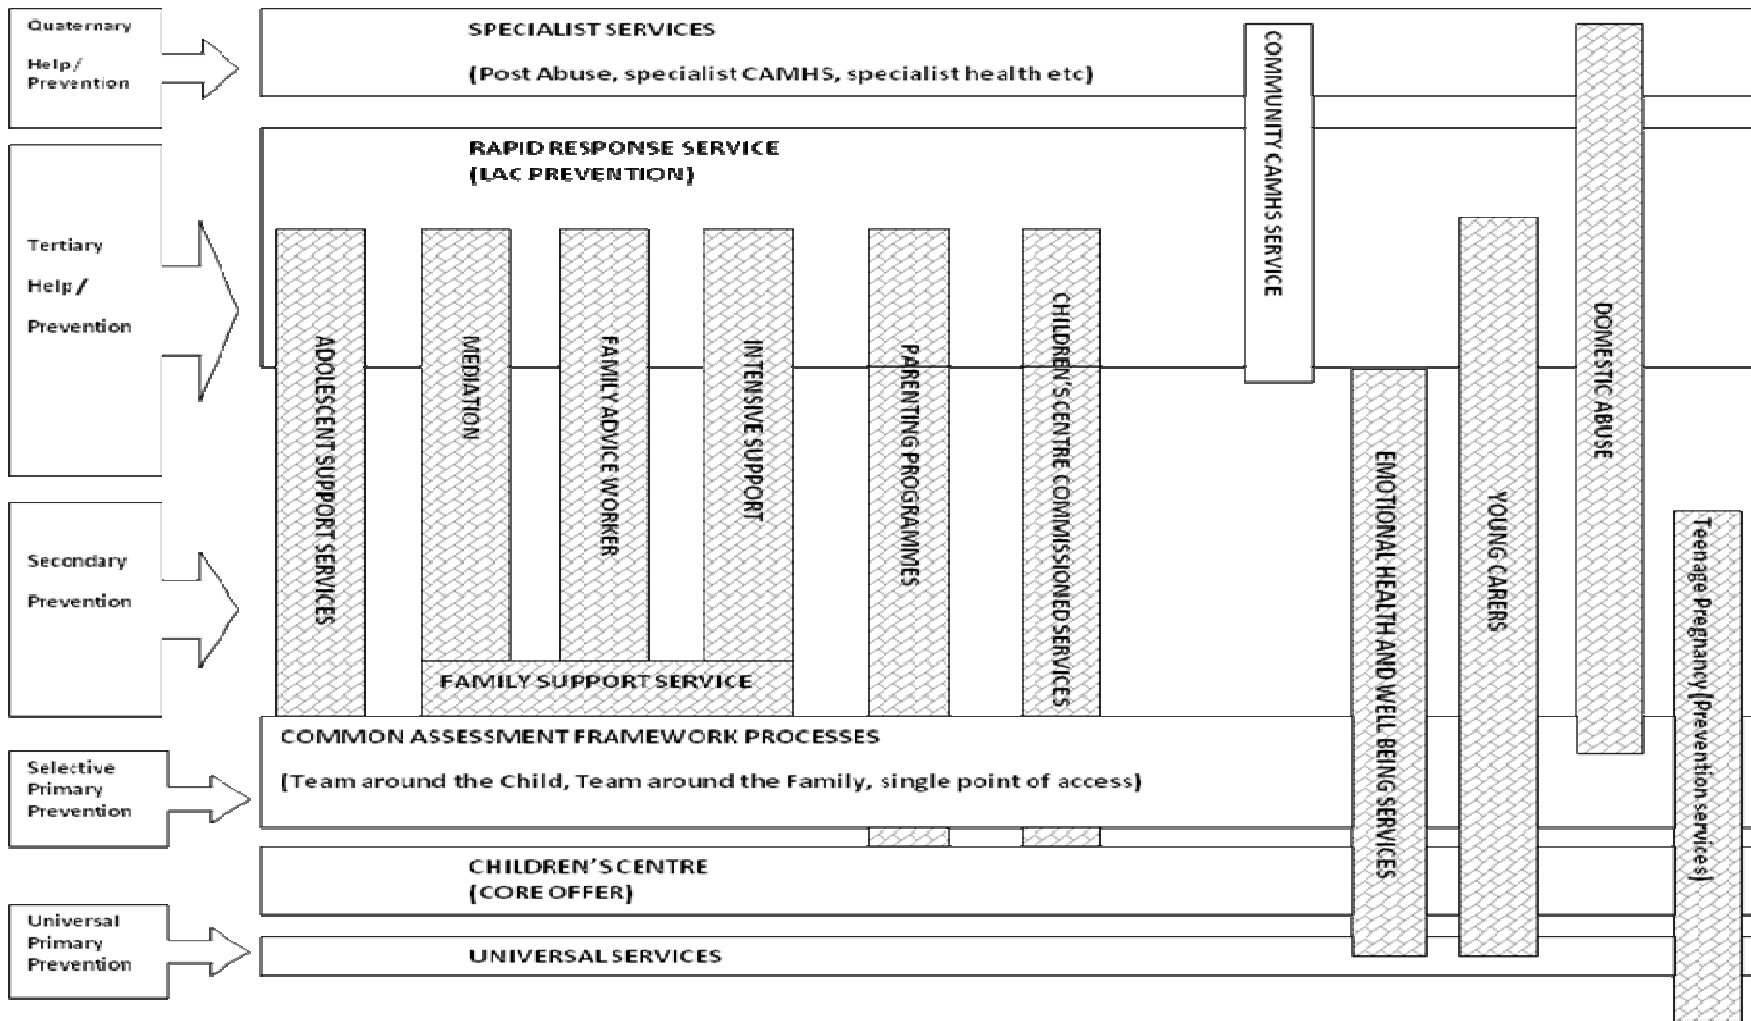 Quaternary
Help/
Prevention
SPECIALIST SERVICES
(Post Abuse, specialist CAMHS, specialist health etc)
Tertiary
Help/
Prevention
RAPID RESPONSE SERVICE
(LAC PREVENTION)
COMMUNITY CAMHS SERVICE
ADOLESCENT SUPPORT SERVICES
MEDIATION
FAMILY ADVICE WORKER
INTENSIVE SUPPORT
PARENTING PROGRAMMES
CHILDREN'S CENTRE COMMISSIONED SERVICES
EMOTIONAL HEALTH AND WELL BEING SERVICES
YOUNG CARERS
DOMESTIC ABUSE
Teenage Pregnancy (Prevention services)
Secondary
Prevention
FAMILY SUPPORT SERVICE
Selective
Primary
Prevention
COMMON ASSESSMENT FRAMEWORK PROCESSES
(Team around the Child, Team around the Family, single point of access)
CHILDREN'S CENTRE
(CORE OFFER)
Universal
Primary
Prevention
UNIVERSAL SERVICES